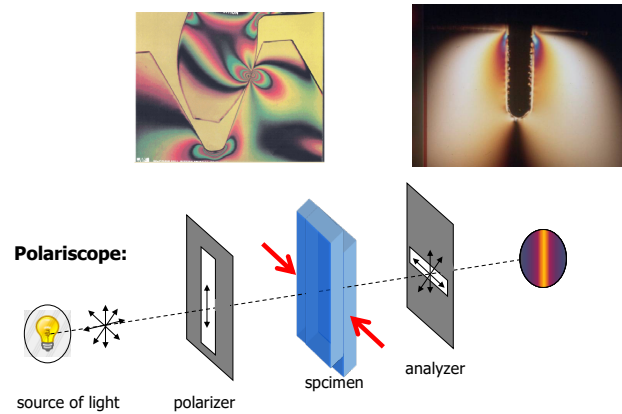 Polariscope:
source of light
polarizer
spcimen
analyzer